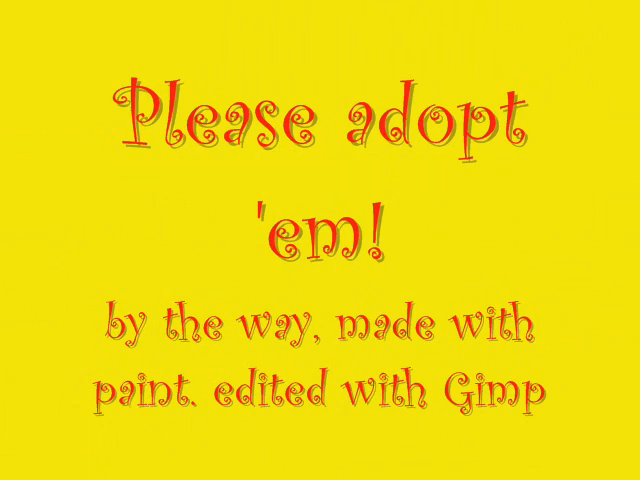 Please adopt
'em!
by the way, made with
paint. edited with Gimp